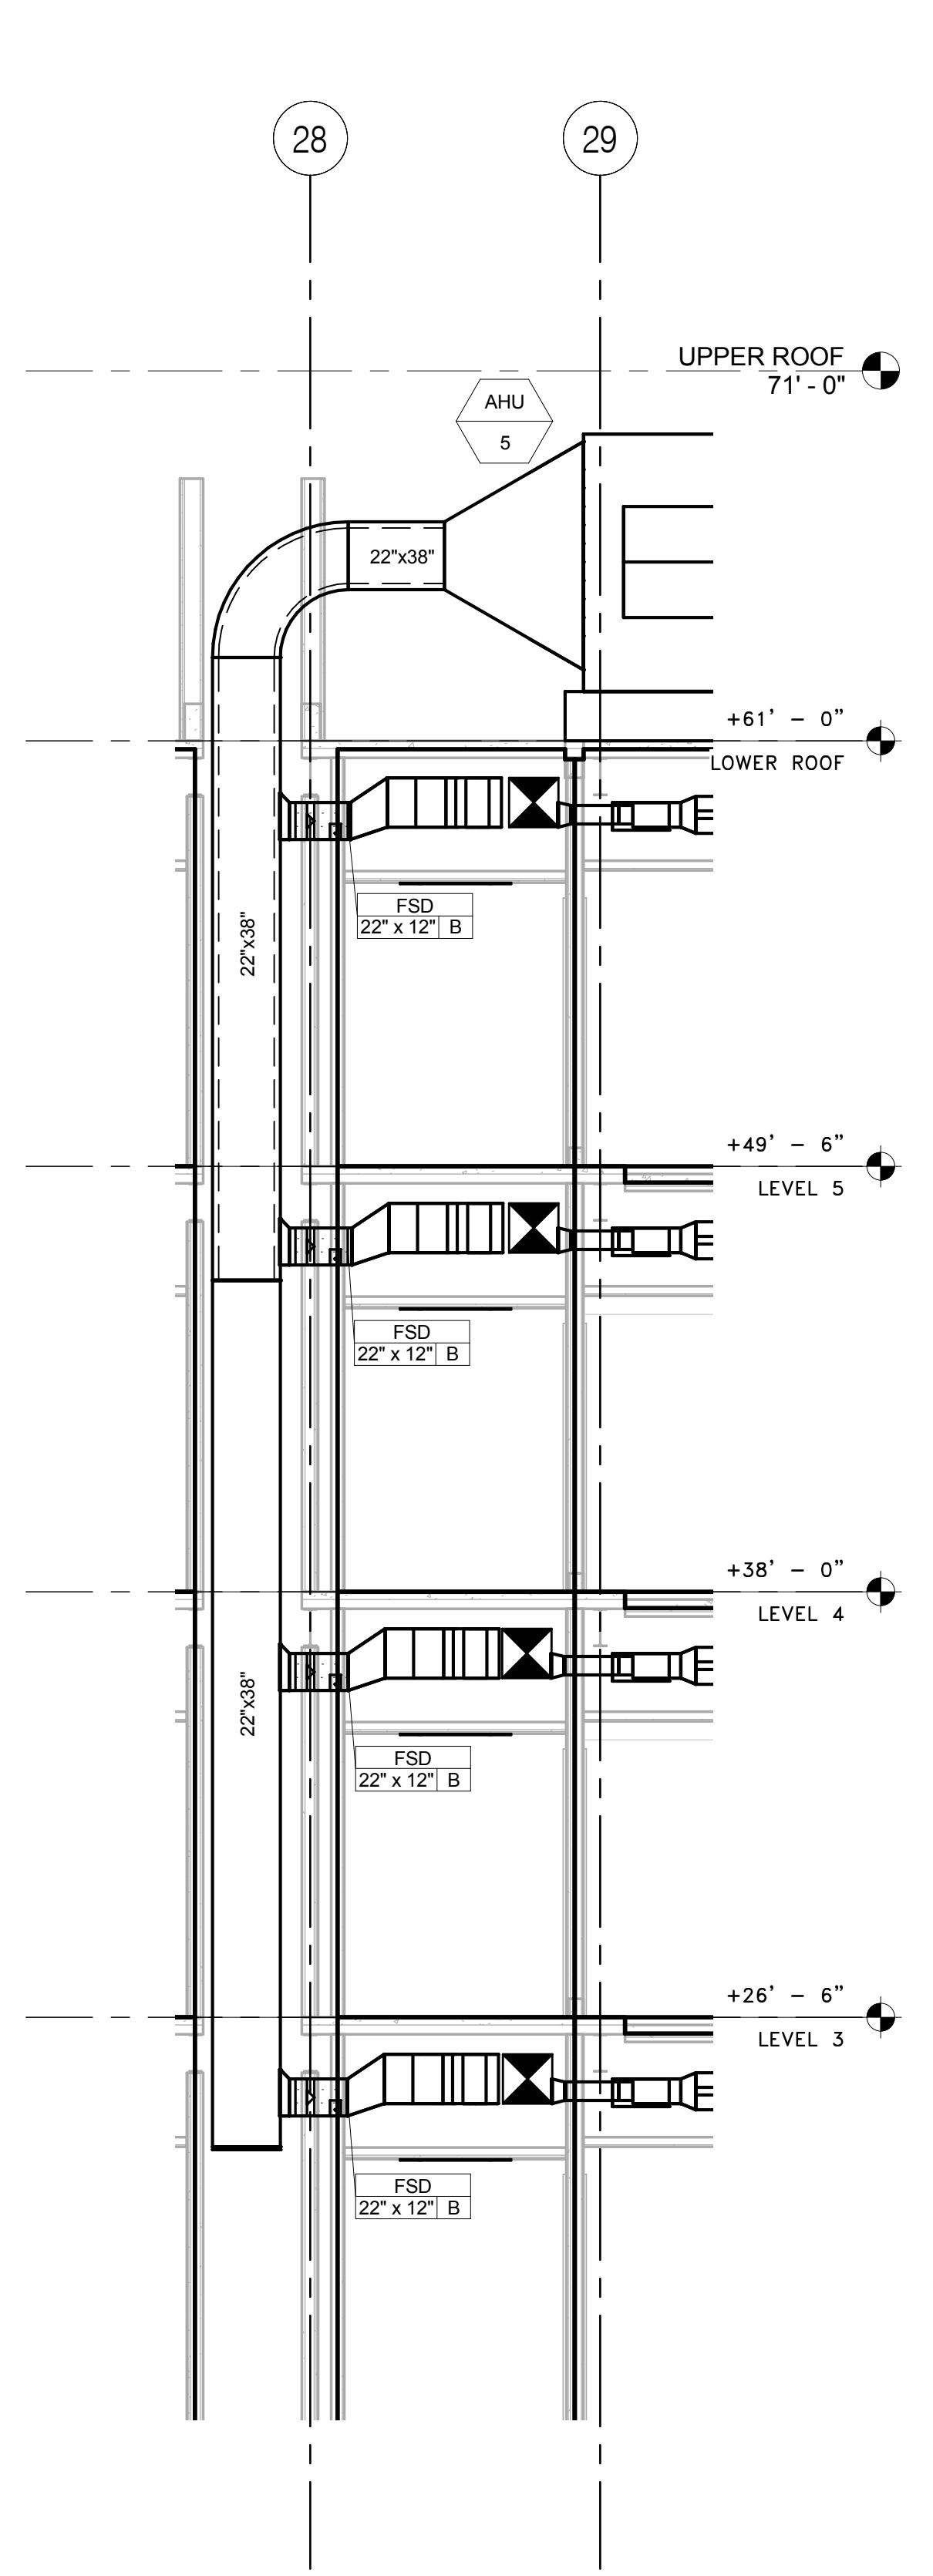 28
29
UPPER ROOF
71' - 0"
AHU
5
22"x38"
+61' - 0"
LOWER ROOF
FSD
22" x 12" B
22"x38"
+49' - 6"
LEVEL 5
FSD
22" x 12" B
+38' - 0"
LEVEL 4
22"x38"
FSD
22" x 12" B
+26' - 6"
LEVEL 3
FSD
22" x 12" B